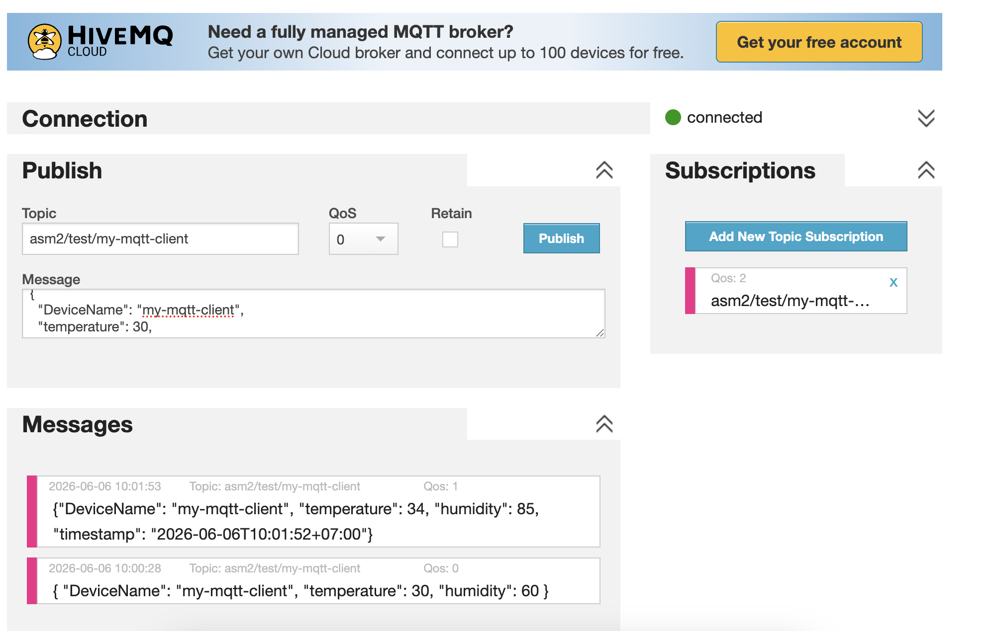 HIVEMQ
CLOUD
Need a fully managed MQTT broker?
Get your own Cloud broker and connect up to 100 devices for free.
Get your free account
Connection
connected
Publish
Topic
QoS
Retain
asm2/test/my-mqtt-client
0
Publish
Message
{
"DeviceName": "my-mqtt-client",
"temperature": 30,
Subscriptions
Add New Topic Subscription
Qos: 2
x
asm2/test/my-mqtt-...
Messages
2026-06-06 10:01:53 Topic: asm2/test/my-mqtt-client Qos: 1
{"DeviceName": "my-mqtt-client", "temperature": 34, "humidity": 85,
"timestamp": "2026-06-06T10:01:52+07:00"}
2026-06-06 10:00:28 Topic: asm2/test/my-mqtt-client Qos: 0
{ "DeviceName": "my-mqtt-client", "temperature": 30, "humidity": 60 }